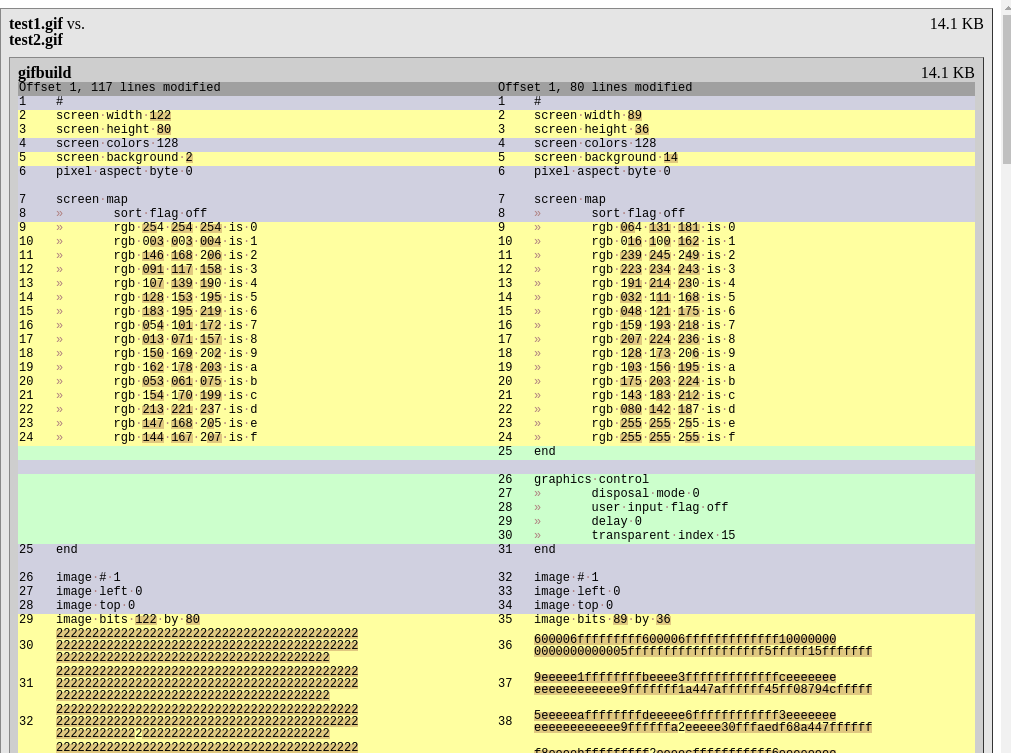 test1.gif vs. 14.1 KB
test2.gif
gifbuild 14.1 KB
Offset 1, 117 lines modified Offset 1, 80 lines modified
1 # 1 #
2 screen·width·122 2 screen·width·89
3 screen·height·80 3 screen·height·36
4 screen·colors·128 4 screen·colors·128
5 screen·background·2 5 screen·background·14
6 pixel·aspect·byte·0 6 pixel·aspect·byte·0
7 screen·map 7 screen·map
8 » sort·flag·off 8 » sort·flag·off
9 » rgb·254·254·254·is·0 9 » rgb·064·131·181·is·0
10 » rgb·003·003·004·is·1 10 » rgb·016·100·162·is·1
11 » rgb·146·168·206·is·2 11 » rgb·239·245·249·is·2
12 » rgb·091·117·158·is·3 12 » rgb·223·234·243·is·3
13 » rgb·107·139·190·is·4 13 » rgb·191·214·230·is·4
14 » rgb·128·153·195·is·5 14 » rgb·032·111·168·is·5
15 » rgb·183·195·219·is·6 15 » rgb·048·121·175·is·6
16 » rgb·054·101·172·is·7 16 » rgb·159·193·218·is·7
17 » rgb·013·071·157·is·8 17 » rgb·207·224·236·is·8
18 » rgb·150·169·202·is·9 18 » rgb·128·173·206·is·9
19 » rgb·162·178·203·is·a 19 » rgb·103·156·195·is·a
20 » rgb·053·061·075·is·b 20 » rgb·175·203·224·is·b
21 » rgb·154·170·199·is·c 21 » rgb·143·183·212·is·c
22 » rgb·213·221·237·is·d 22 » rgb·080·142·187·is·d
23 » rgb·147·168·205·is·e 23 » rgb·255·255·255·is·e
24 » rgb·144·167·207·is·f 24 » rgb·255·255·255·is·f
25 end
26 graphics·control
27 » disposal·mode·0
28 » user·input·flag·off
29 » delay·0
30 » transparent·index·15
25 end 31 end
26 image·#·1 32 image·#·1
27 image·left·0 33 image·left·0
28 image·top·0 34 image·top·0
29 image·bits·122·by·80 35 image·bits·89·by·36
30 222222222222222222222222222222222222222222
222222222222222222222222222222222222222222
22222222222222222222222222222222222222
36 600006fffffffff600006fffffffffffff10000000
0000000000005fffffffffffffffffff5fffff15fffffff
31 222222222222222222222222222222222222222222
222222222222222222222222222222222222222222
22222222222222222222222222222222222222
37 9eeeee1ffffffffbeeee3fffffffffffffceeeeeee
eeeeeeeeeeee9fffffff1a447affffff45ff08794cfffff
32 222222222222222222222222222222222222222222
222222222222222222222222222222222222222222
22222222222222222222222222222222222222
38 5eeeeeaffffffffdeeeee6ffffffffffff3eeeeeee
eeeeeeeeeeee9ffffffa2eeeee30fffaedf68a447ffffff
222222222222222222222222222222222222222222